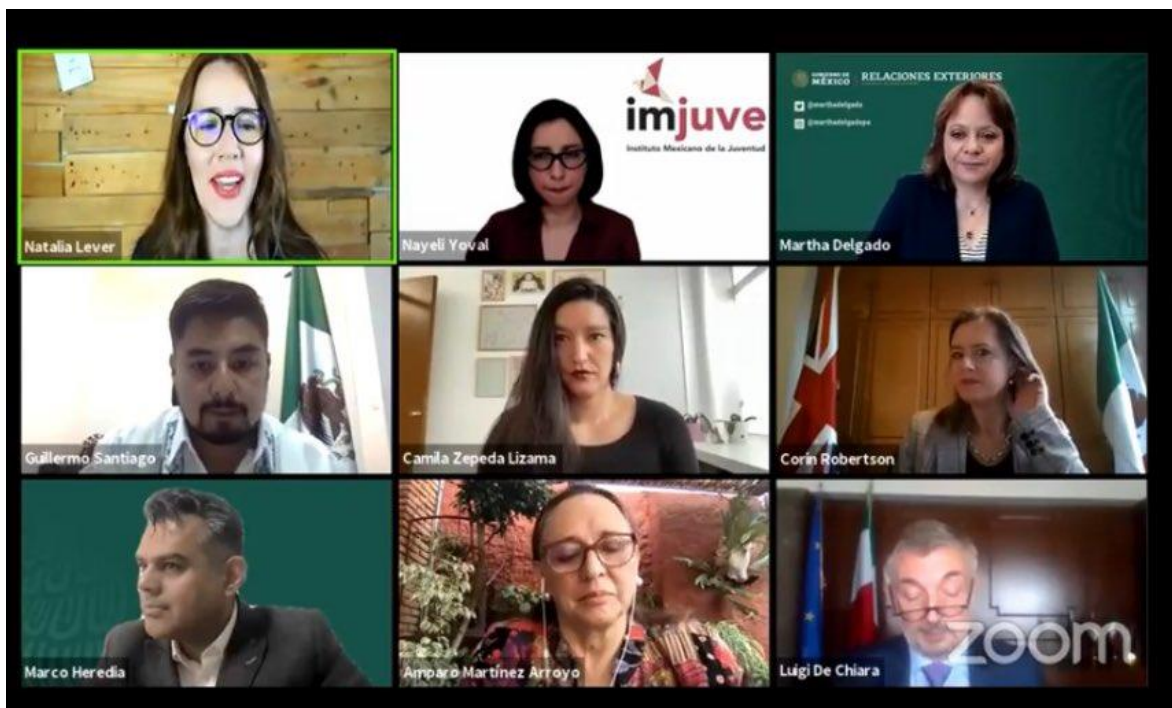 imjuve
Instituto Mexicano de la Juventud
GOBIERNO DE
MÉXICO
RELACIONES EXTERIORES
@marthadelgado
@marthadelgadopa
Natalia Lever
Nayeli Yoval
Martha Delgado
Guillermo Santiago
Camila Zepeda Lizama
Corin Robertson
Marco Heredia
Amparo Martínez Arroyo
Luigi De Chiara
zoom